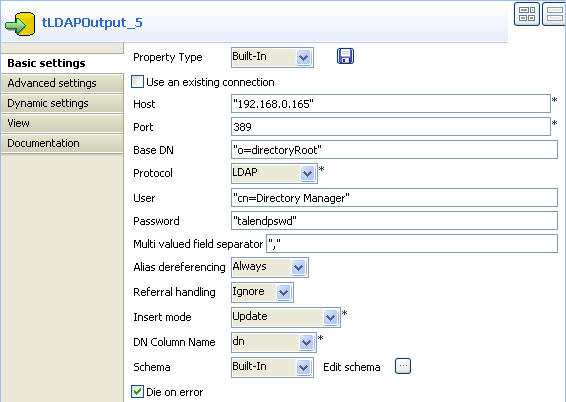 tLDAPOutput_5
Basic settings
Advanced settings
Dynamic settings
View
Documentation
Property Type Built-In
Use an existing connection
Host "192.168.0.165" *
Port 389 *
Base DN "o=directoryRoot"
Protocol LDAP *
User "cn=Directory Manager"
Password "talendpswd"
Multi valued field separator ","
Alias dereferencing Always
Referral handling Ignore
Insert mode Update *
DN Column Name dn *
Schema Built-In Edit schema ...
Die on error